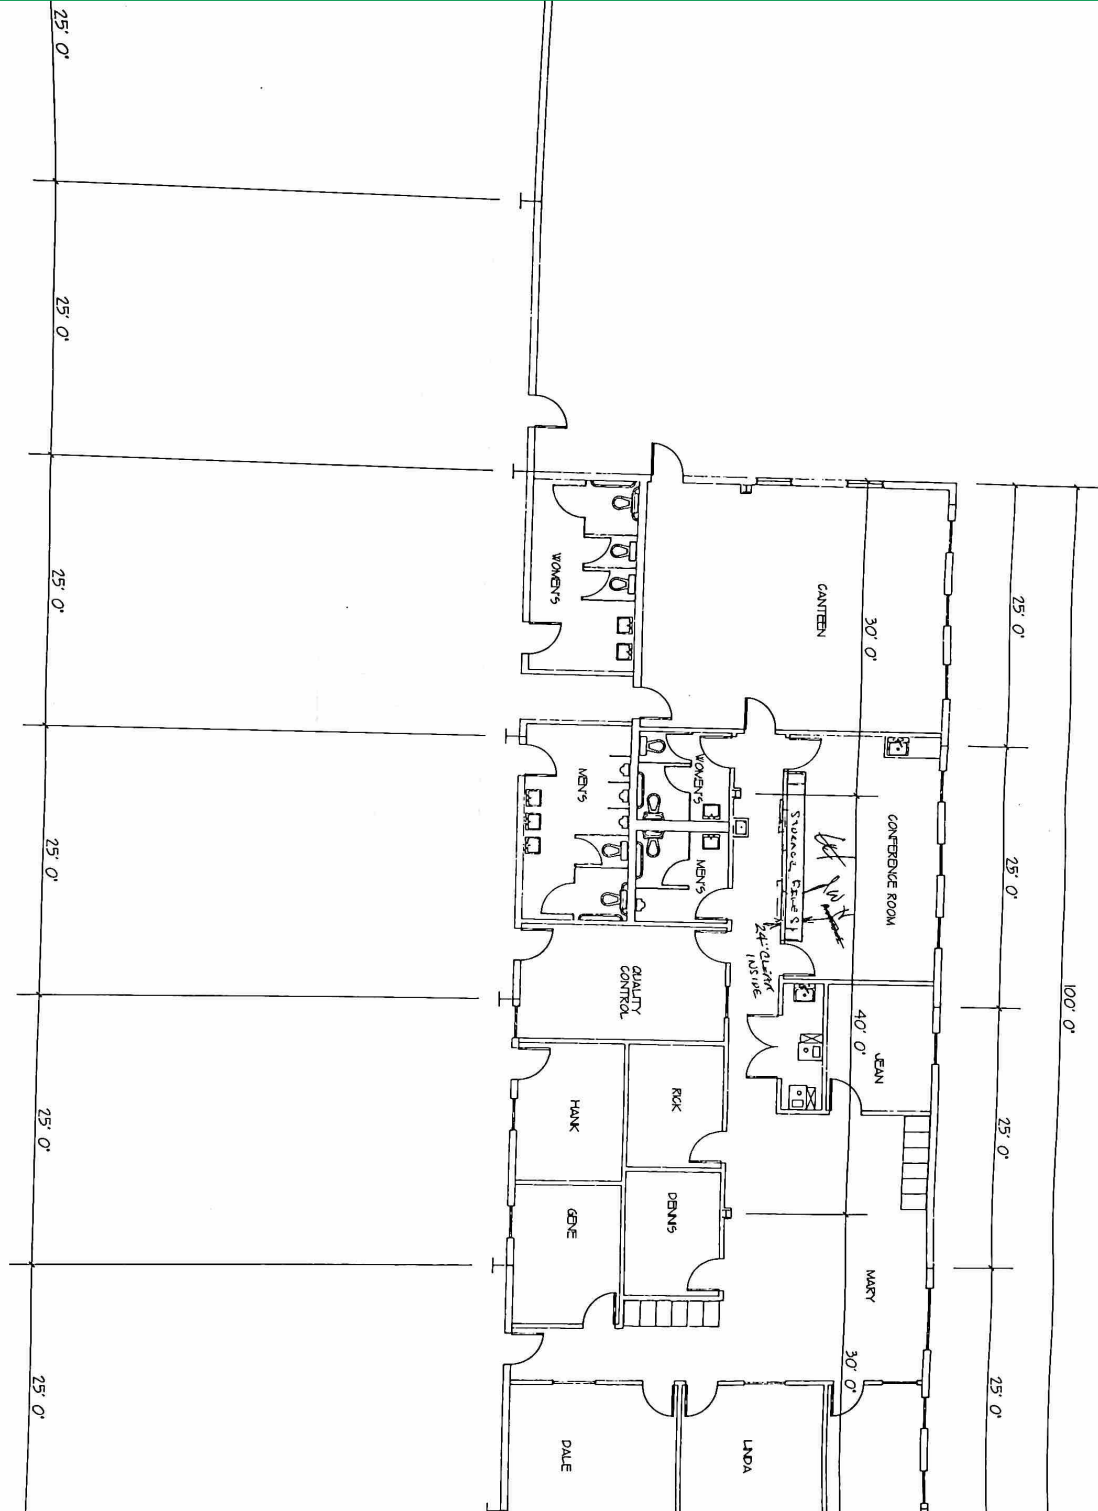 25' 0"
25' 0"
25' 0"
25' 0"
25' 0"
25' 0"
WOMEN'S
CANTEEN
30' 0"
25' 0"
100' 0"
MEN'S
WOMEN'S
MEN'S
CONFERENCE ROOM
25' 0"
24" CLEAR
INSIDE
QUALITY
CONTROL
40' 0"
JEAN
25' 0"
HANK
RICK
GENE
DENNIS
MARY
30' 0"
25' 0"
DALE
LINDA